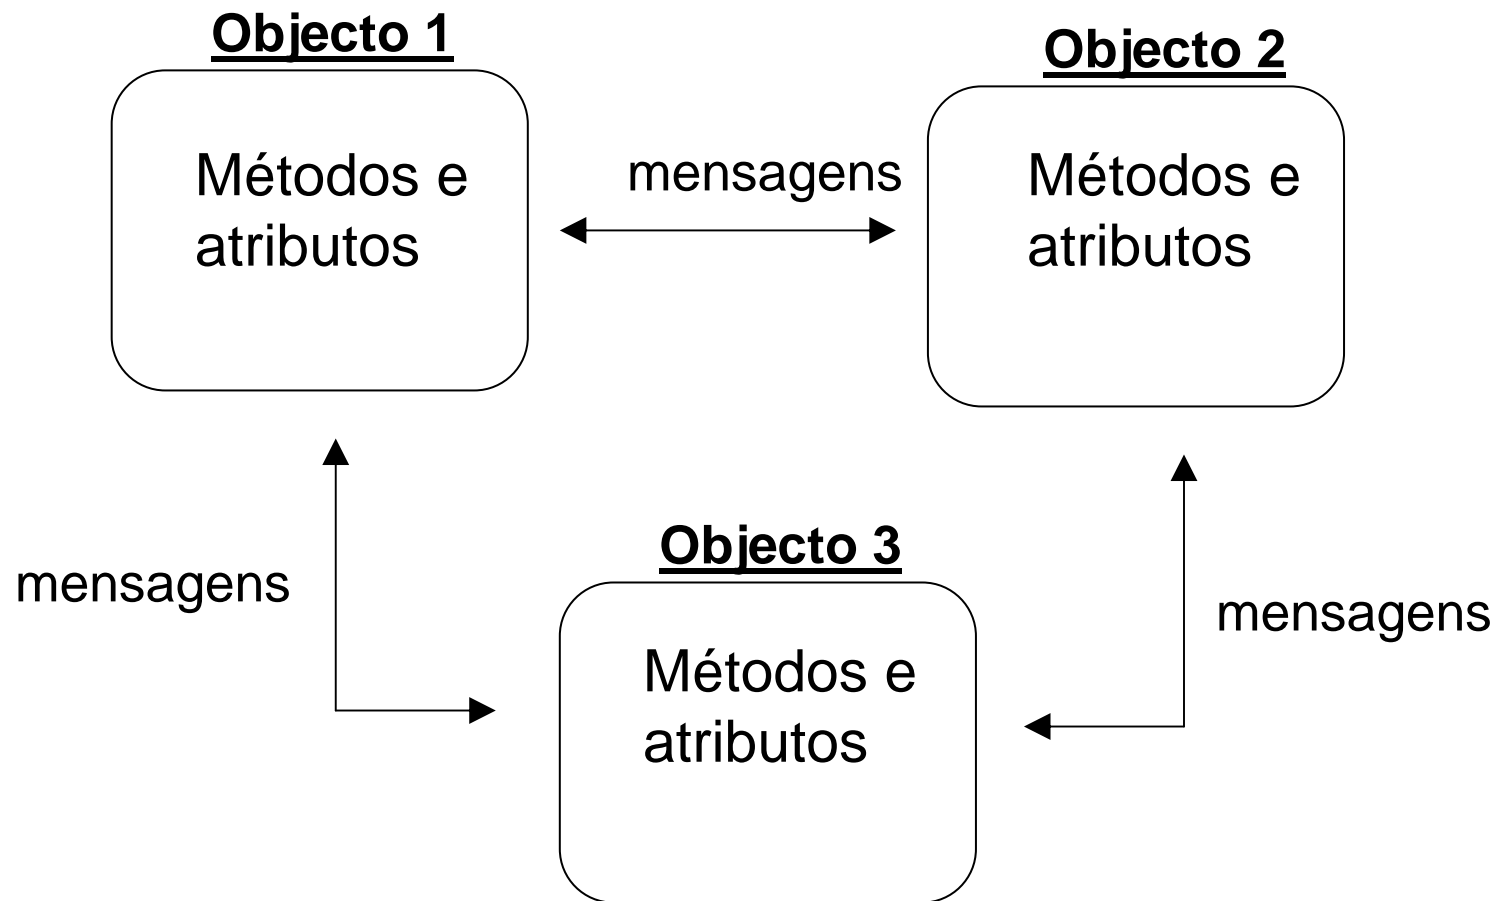 Objecto 1
Objecto 2
Métodos e
atributos
mensagens
Métodos e
atributos
mensagens
Objecto 3
mensagens
Métodos e
atributos